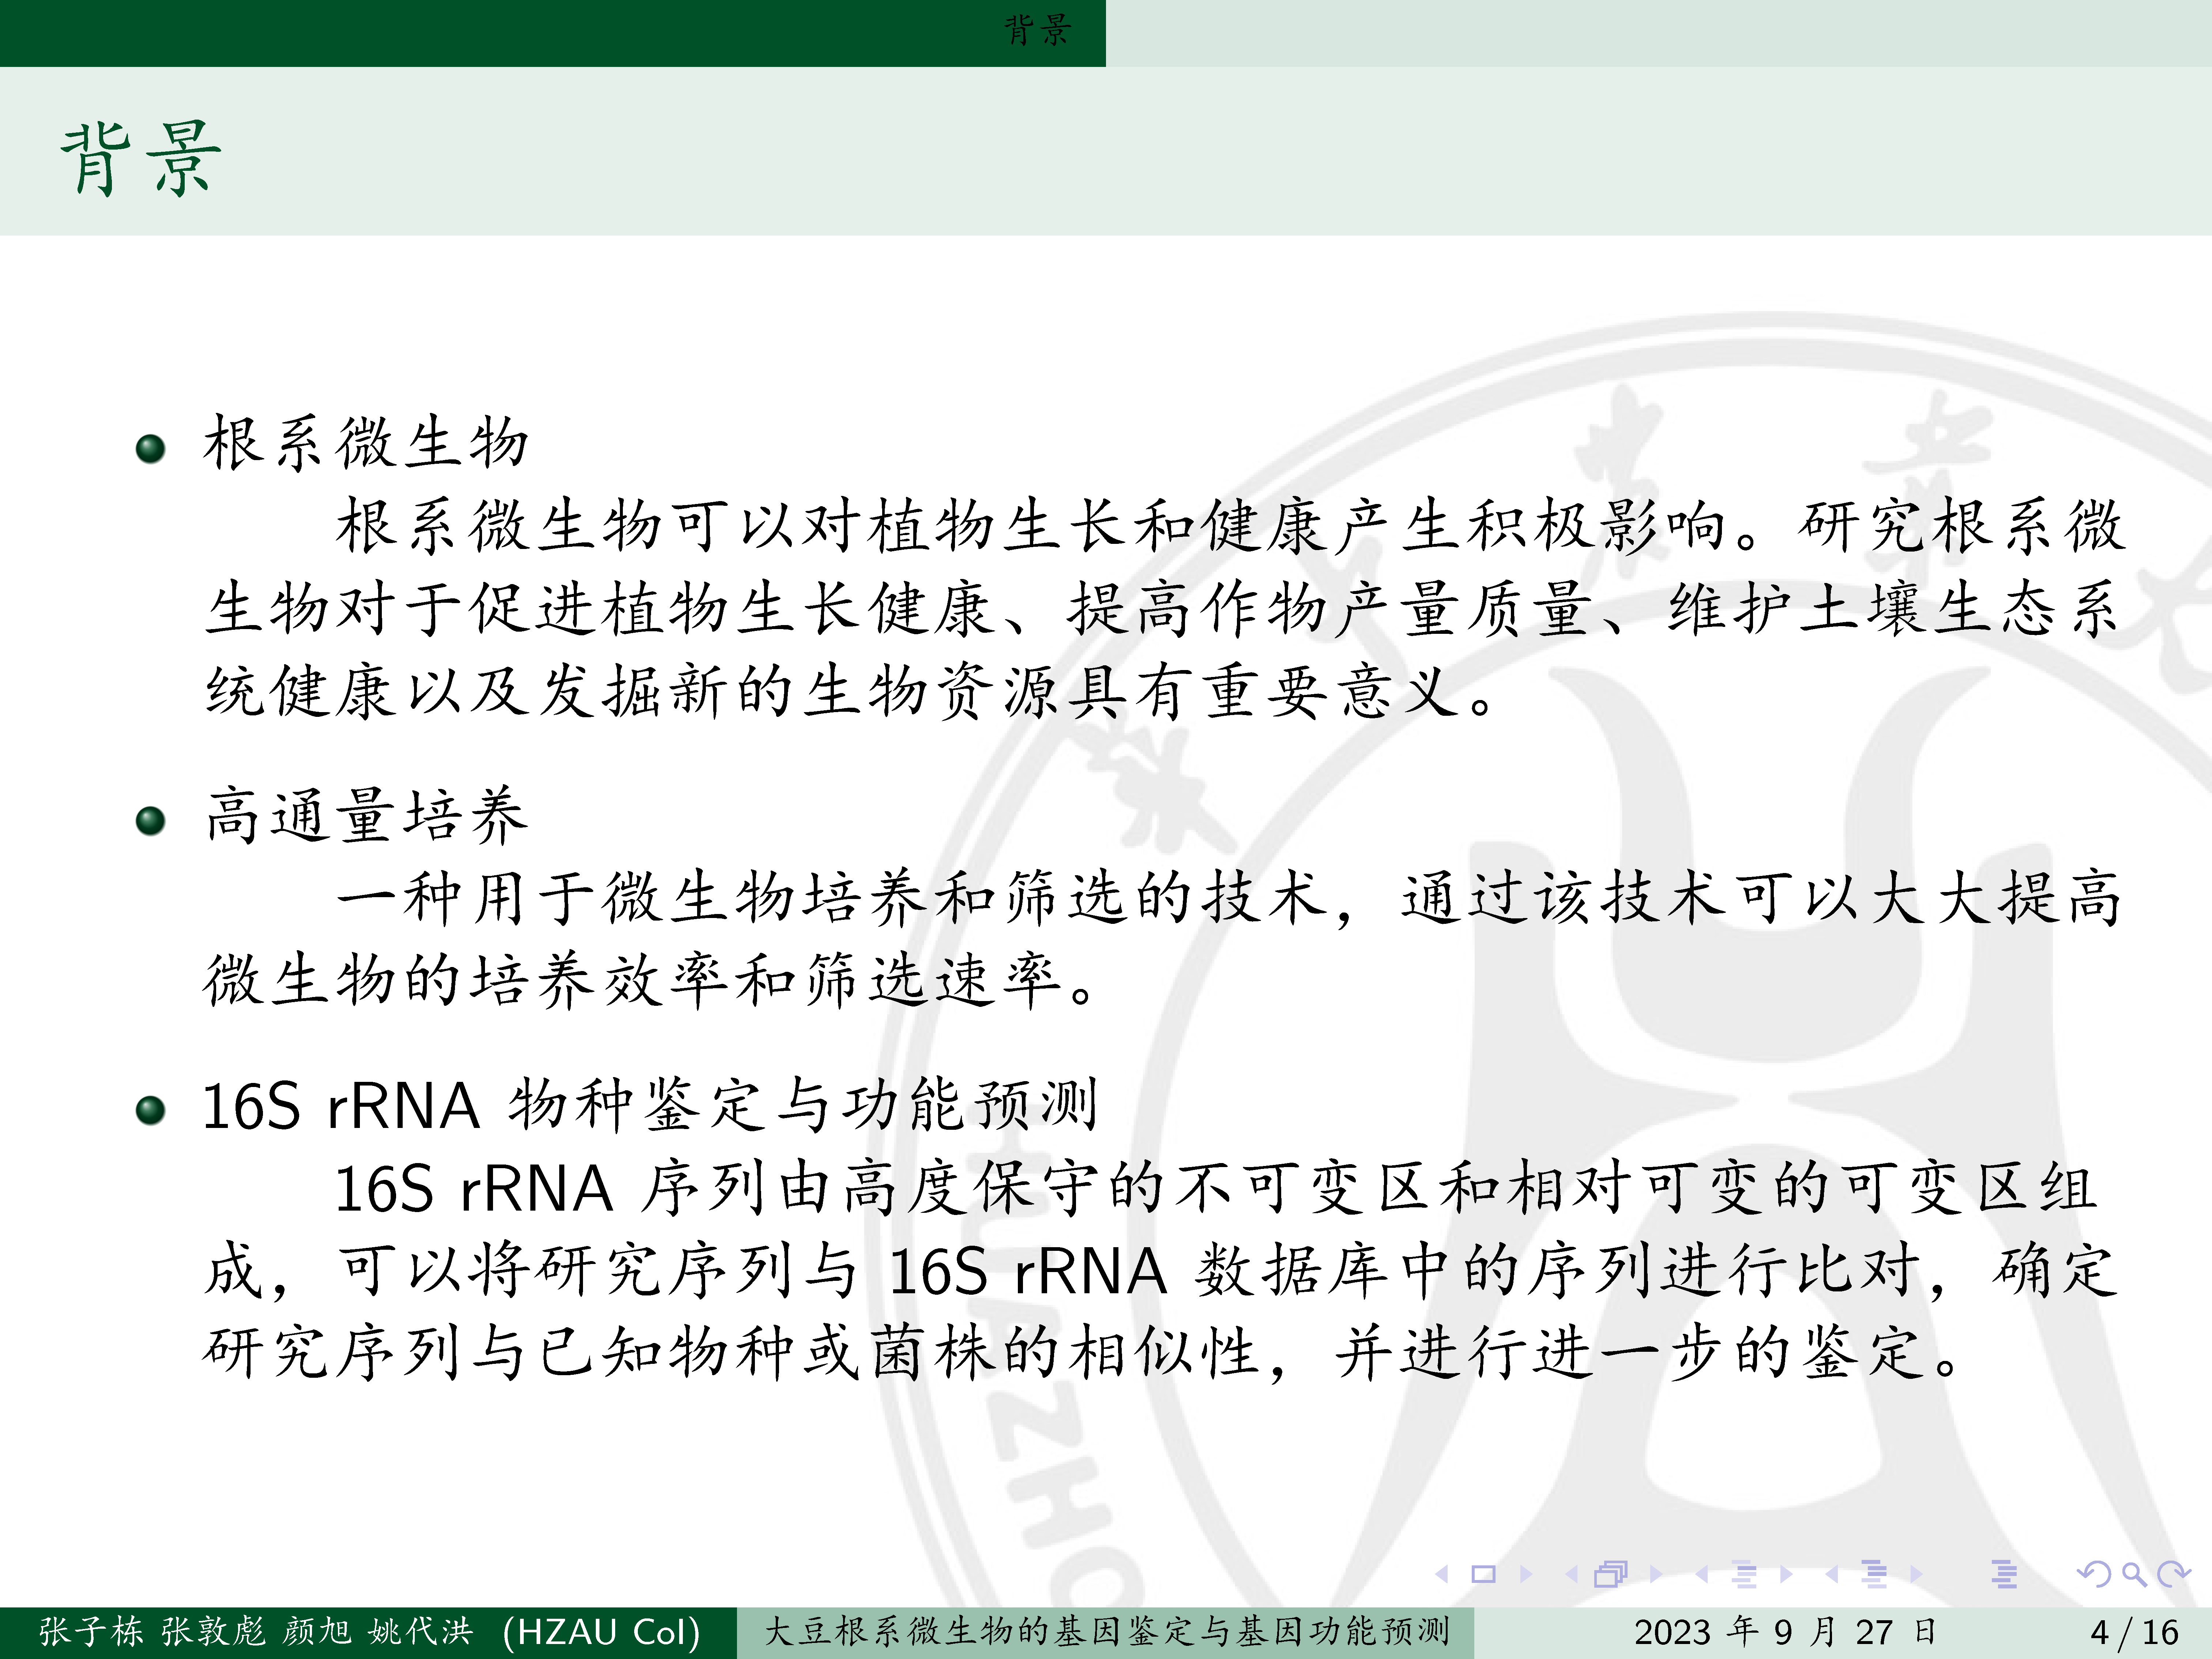 背景
背景
根系微生物
根系微生物可以对植物生长和健康产生积极影响。研究根系微
生物对于促进植物生长健康、提高作物产量质量、维护土壤生态系
统健康以及发掘新的生物资源具有重要意义。
高通量培养
一种用于微生物培养和筛选的技术，通过该技术可以大大提高
微生物的培养效率和筛选速率。
16S rRNA 物种鉴定与功能预测
16S rRNA 序列由高度保守的不可变区和相对可变的可变区组
成，可以将研究序列与 16S rRNA 数据库中的序列进行比对，确定
研究序列与已知物种或菌株的相似性，并进行进一步的鉴定。
HUAZHO
张子栋 张敦彪 颜旭 姚代洪 (HZAU CoI)
大豆根系微生物的基因鉴定与基因功能预测
2023 年 9 月 27 日
4 / 16